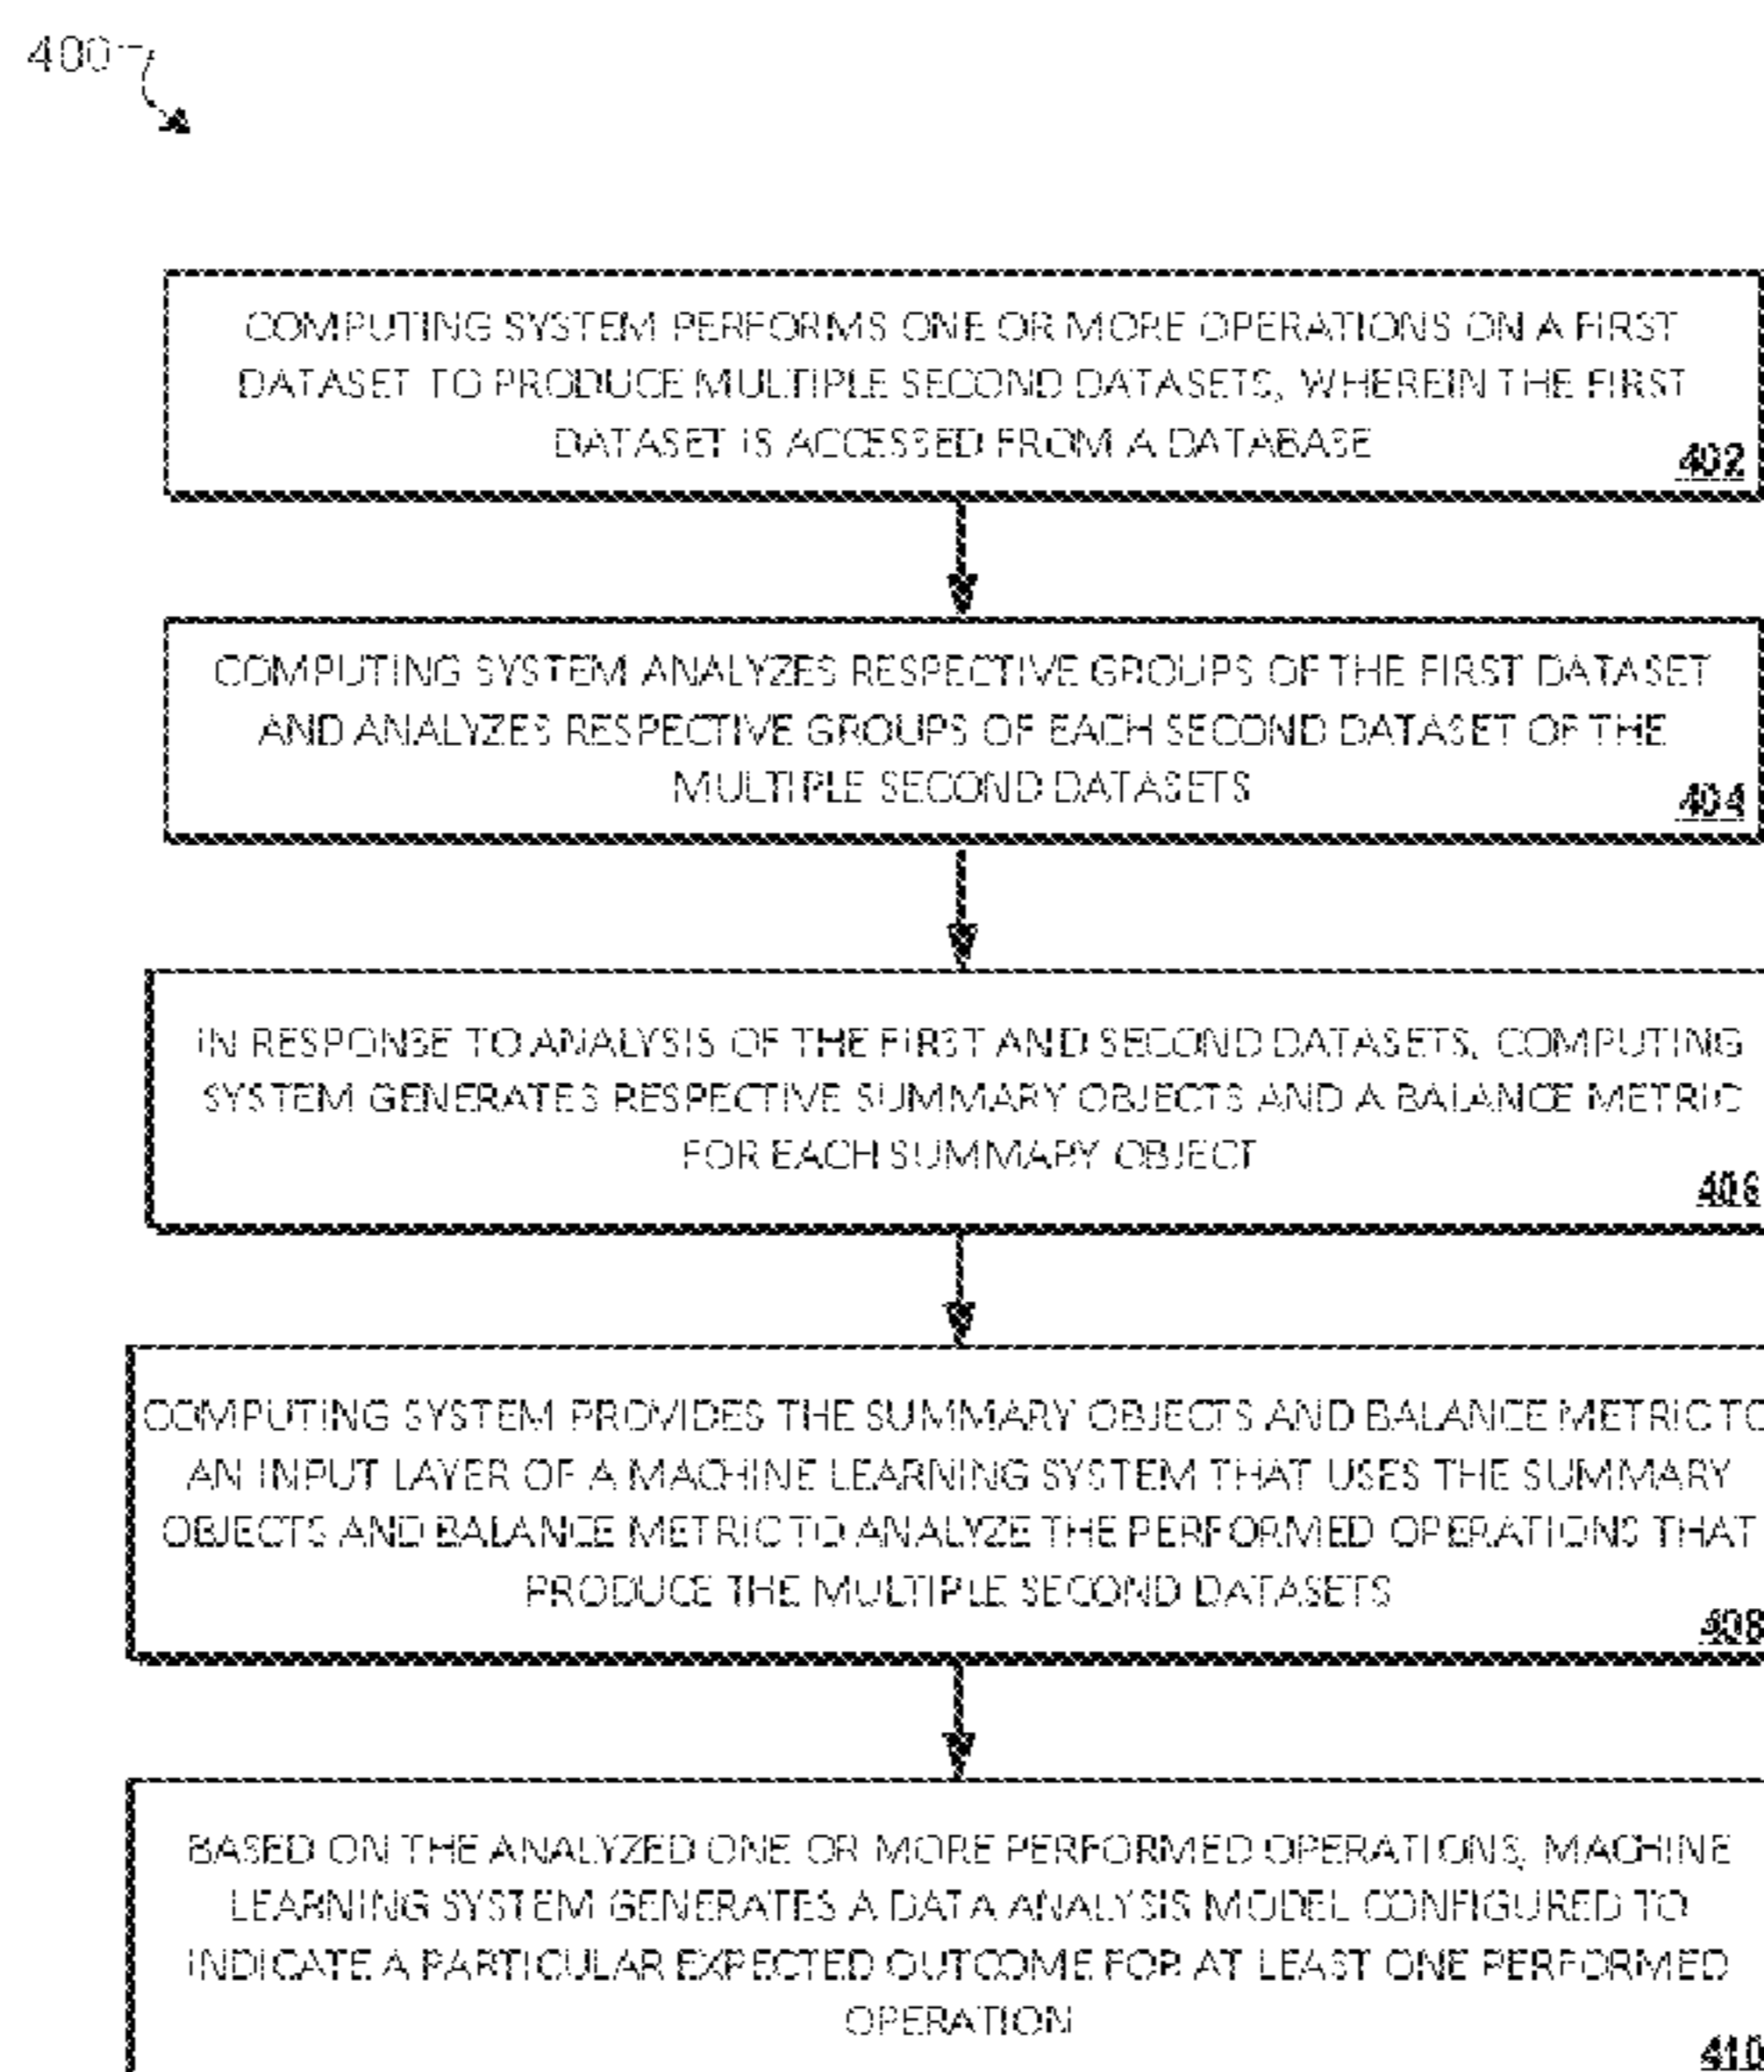 400
COMPUTING SYSTEM PERFORMS ONE OR MORE OPERATIONS ON A FIRST
DATASET TO PRODUCE MULTIPLE SECOND DATASETS, WHEREIN THE FIRST
DATASET IS ACCESSED FROM A DATABASE
402
COMPUTING SYSTEM ANALYZES RESPECTIVE GROUPS OF THE FIRST DATASET
AND ANALYZES RESPECTIVE GROUPS OF EACH SECOND DATASET OF THE
MULTIPLE SECOND DATASETS
404
IN RESPONSE TO ANALYSIS OF THE FIRST AND SECOND DATASETS, COMPUTING
SYSTEM GENERATES RESPECTIVE SUMMARY OBJECTS AND A BALANCE METRIC
FOR EACH SUMMARY OBJECT
406
COMPUTING SYSTEM PROVIDES THE SUMMARY OBJECTS AND BALANCE METRIC TO
AN INPUT LAYER OF A MACHINE LEARNING SYSTEM THAT USES THE SUMMARY
OBJECTS AND BALANCE METRIC TO ANALYZE THE PERFORMED OPERATIONS THAT
PRODUCE THE MULTIPLE SECOND DATASETS
408
BASED ON THE ANALYZED ONE OR MORE PERFORMED OPERATIONS, MACHINE
LEARNING SYSTEM GENERATES A DATA ANALYSIS MODEL CONFIGURED TO
INDICATE A PARTICULAR EXPECTED OUTCOME FOR AT LEAST ONE PERFORMED
OPERATION
410